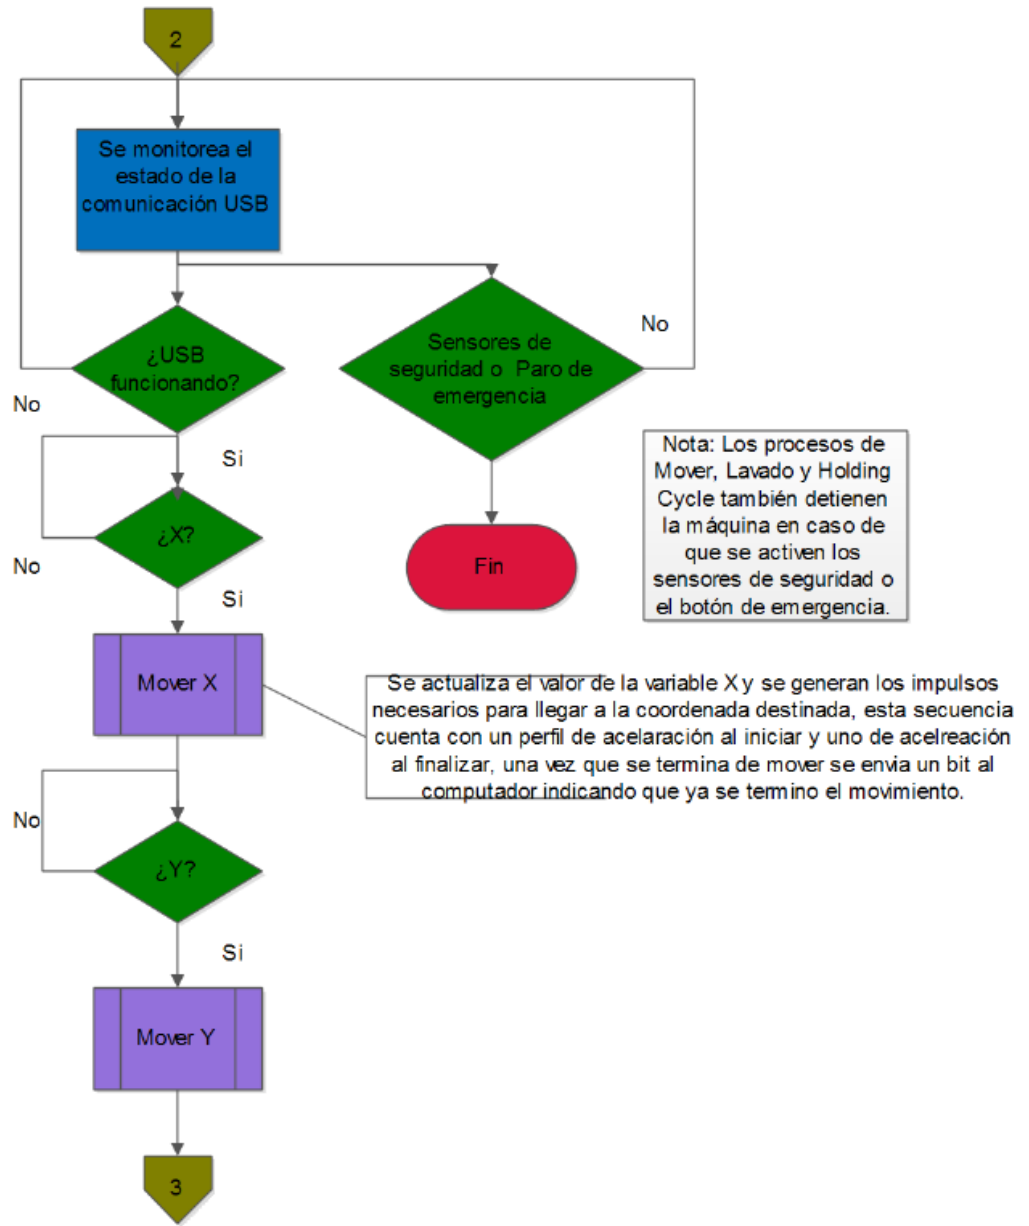 2
Se monitorea el
estado de la
comunicación USB
¿USB
funcionando?
No
Si
Sensores de
seguridad o Paro de
emergencia
No
Fin
Nota: Los procesos de
Mover, Lavado y Holding
Cycle también detienen
la máquina en caso de
que se activen los
sensores de seguridad o
el botón de emergencia.
¿X?
No
Si
Mover X
Se actualiza el valor de la variable X y se generan los impulsos
necesarios para llegar a la coordenada destinada, esta secuencia
cuenta con un perfil de acelaración al iniciar y uno de acelreación
al finalizar, una vez que se termina de mover se envia un bit al
computador indicando que ya se termino el movimiento.
No
¿Y?
Si
Mover Y
3